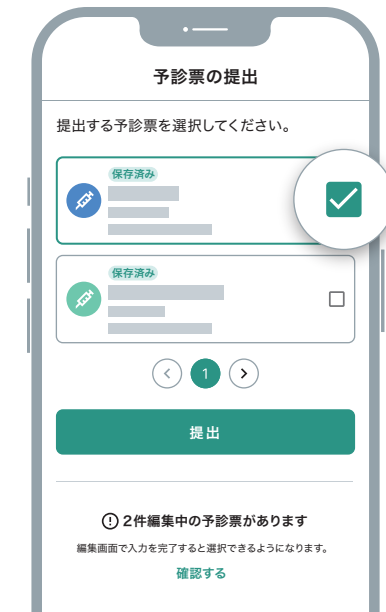 予診票の提出
提出する予診票を選択してください。
保存済み
保存済み
1
提出
2件編集中の予診票があります
編集画面で入力を完了すると選択できるようになります。
確認する